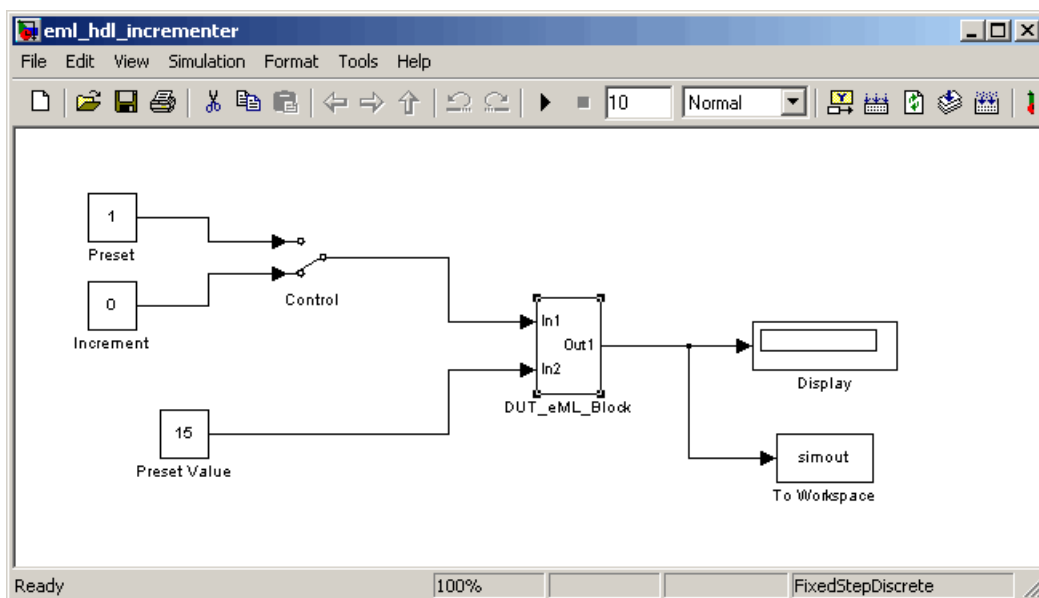 eml_hdl_incrementer
File Edit View Simulation Format Tools Help
10 Normal
1
Preset
0
Increment
Control
In1
Out1
In2
DUT_eML_Block
Display
15
Preset Value
simout
To Workspace
Ready 100% FixedStepDiscrete